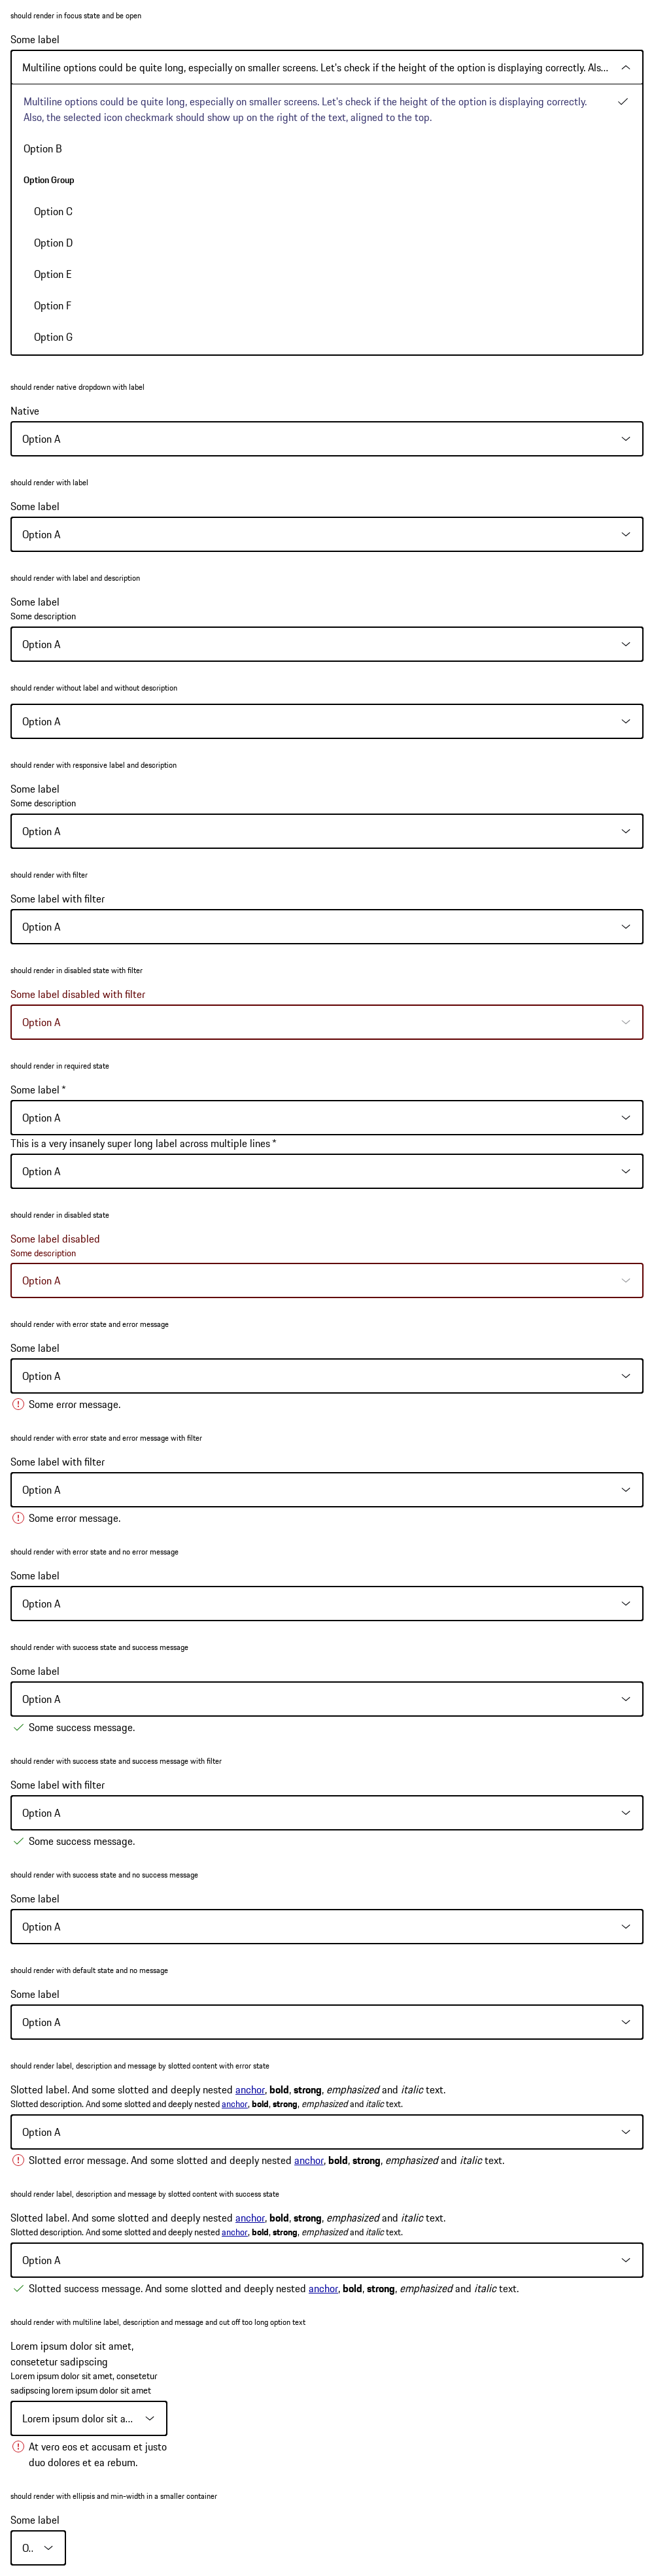 should render in focus state and be open
Some label
Multiline options could be quite long, especially on smaller screens. Let's check if the height of the option is displaying correctly. Als...
Multiline options could be quite long, especially on smaller screens. Let's check if the height of the option is displaying correctly.
Also, the selected icon checkmark should show up on the right of the text, aligned to the top.
Option B
Option Group
Option C
Option D
Option E
Option F
Option G
should render native dropdown with label
Native
Option A
should render with label
Some label
Option A
should render with label and description
Some label
Some description
Option A
should render without label and without description
Option A
should render with responsive label and description
Some label
Some description
Option A
should render with filter
Some label with filter
Option A
should render in disabled state with filter
Some label disabled with filter
Option A
should render in required state
Some label *
Option A
This is a very insanely super long label across multiple lines *
Option A
should render in disabled state
Some label disabled
Some description
Option A
should render with error state and error message
Some label
Option A
Some error message.
should render with error state and error message with filter
Some label with filter
Option A
Some error message.
should render with error state and no error message
Some label
Option A
should render with success state and success message
Some label
Option A
Some success message.
should render with success state and success message with filter
Some label with filter
Option A
Some success message.
should render with success state and no success message
Some label
Option A
should render with default state and no message
Some label
Option A
should render label, description and message by slotted content with error state
Slotted label. And some slotted and deeply nested anchor, bold, strong, emphasized and italic text.
Slotted description. And some slotted and deeply nested anchor, bold, strong, emphasized and italic text.
Option A
Slotted error message. And some slotted and deeply nested anchor, bold, strong, emphasized and italic text.
should render label, description and message by slotted content with success state
Slotted label. And some slotted and deeply nested anchor, bold, strong, emphasized and italic text.
Slotted description. And some slotted and deeply nested anchor, bold, strong, emphasized and italic text.
Option A
Slotted success message. And some slotted and deeply nested anchor, bold, strong, emphasized and italic text.
should render with multiline label, description and message and cut off too long option text
Lorem ipsum dolor sit amet,
consetetur sadipscing
Lorem ipsum dolor sit amet, consetetur
sadipscing lorem ipsum dolor sit amet
Lorem ipsum dolor sit a...
At vero eos et accusam et justo
duo dolores et ea rebum.
should render with ellipsis and min-width in a smaller container
Some label
O..